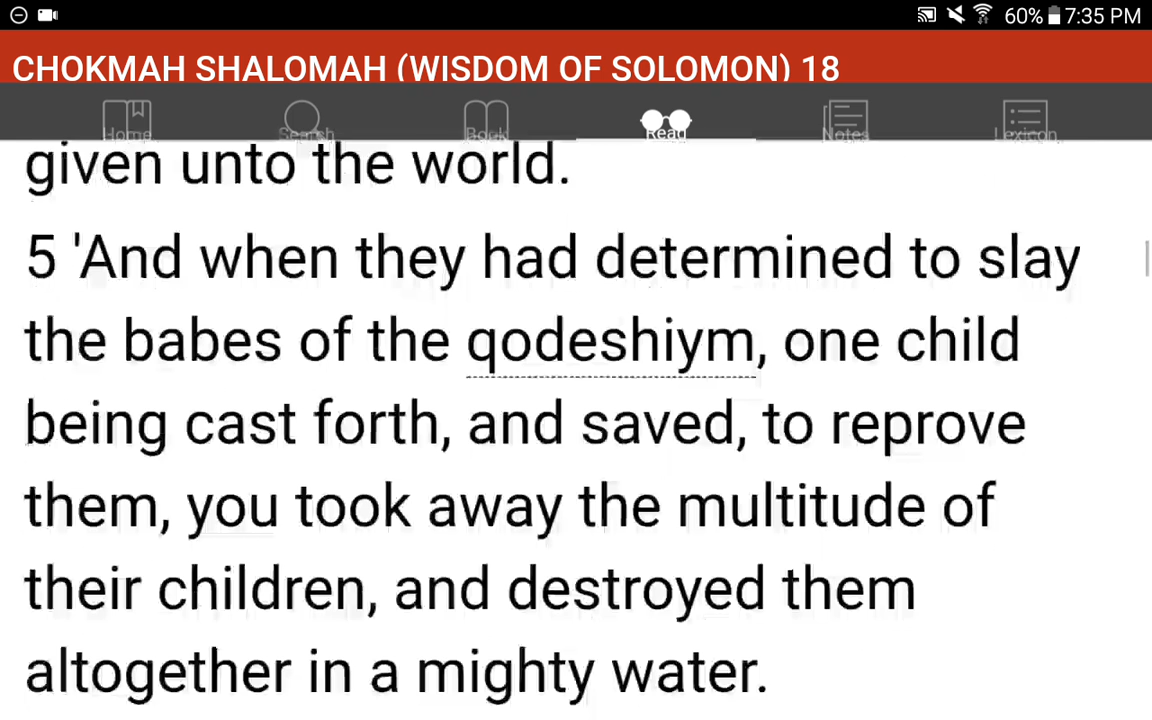 60% 7:35 PM
CHOKMAH SHALOMAH (WISDOM OF SOLOMON) 18
Home Search Book Read Notes Lexicon
given unto the world.
5 'And when they had determined to slay
the babes of the qodeshiym, one child
being cast forth, and saved, to reprove
them, you took away the multitude of
their children, and destroyed them
altogether in a mighty water.